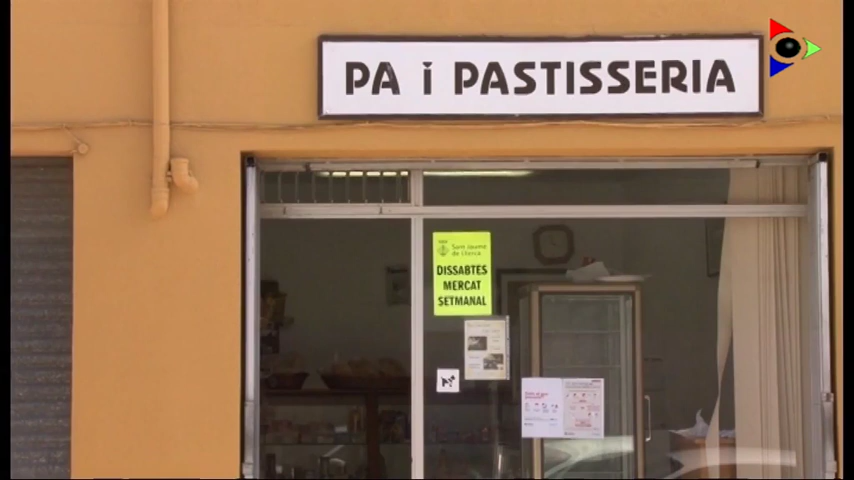 PA i PASTISSERIA
Sant Jaume
de Llierca
DISSABTES
MERCAT
SETMANAL